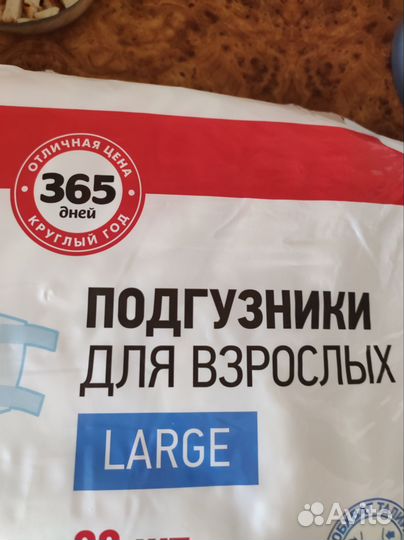 ОТЛИЧНАЯ ЦЕНА
365
дней
КРУГЛЫЙ ГОД
ПОДГУЗНИКИ
ДЛЯ ВЗРОСЛЫХ
LARGE
Avito